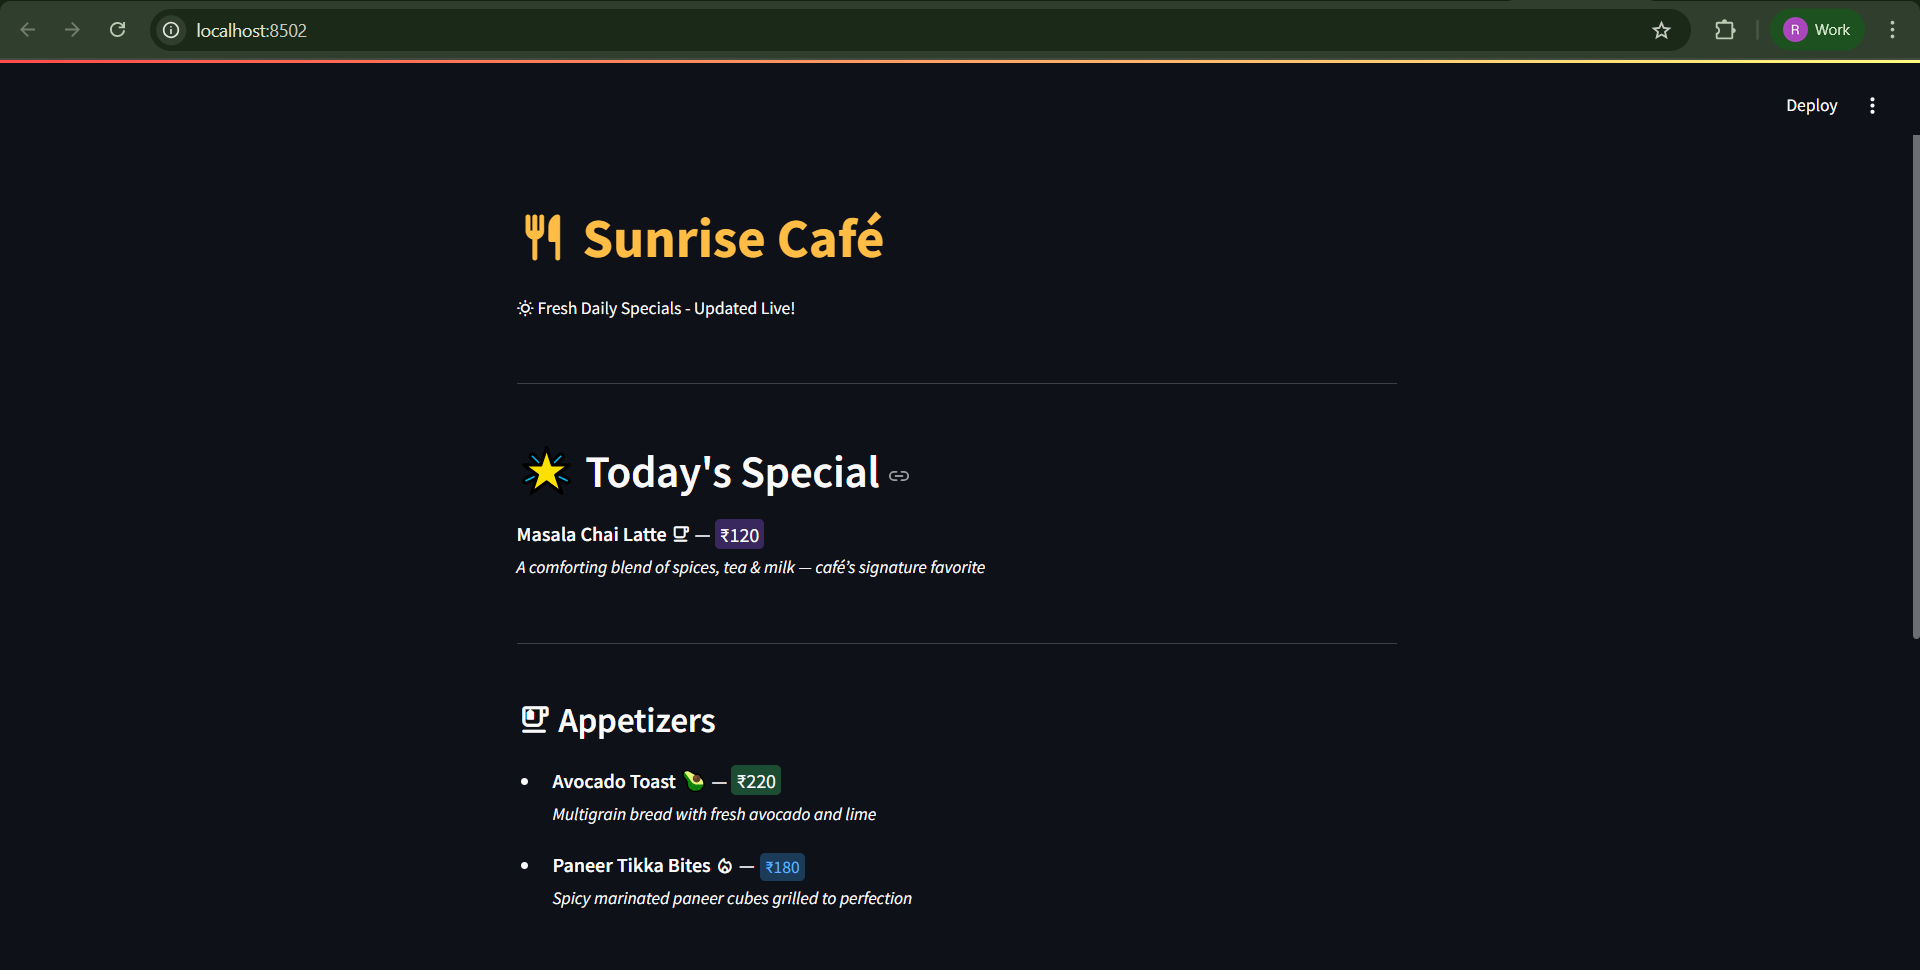 localhost:8502
R Work
Deploy
Sunrise Café
Fresh Daily Specials - Updated Live!
Today's Special
Masala Chai Latte — ₹120
A comforting blend of spices, tea & milk — café’s signature favorite
Appetizers
• Avocado Toast 🥑 — ₹220
Multigrain bread with fresh avocado and lime
• Paneer Tikka Bites — ₹180
Spicy marinated paneer cubes grilled to perfection